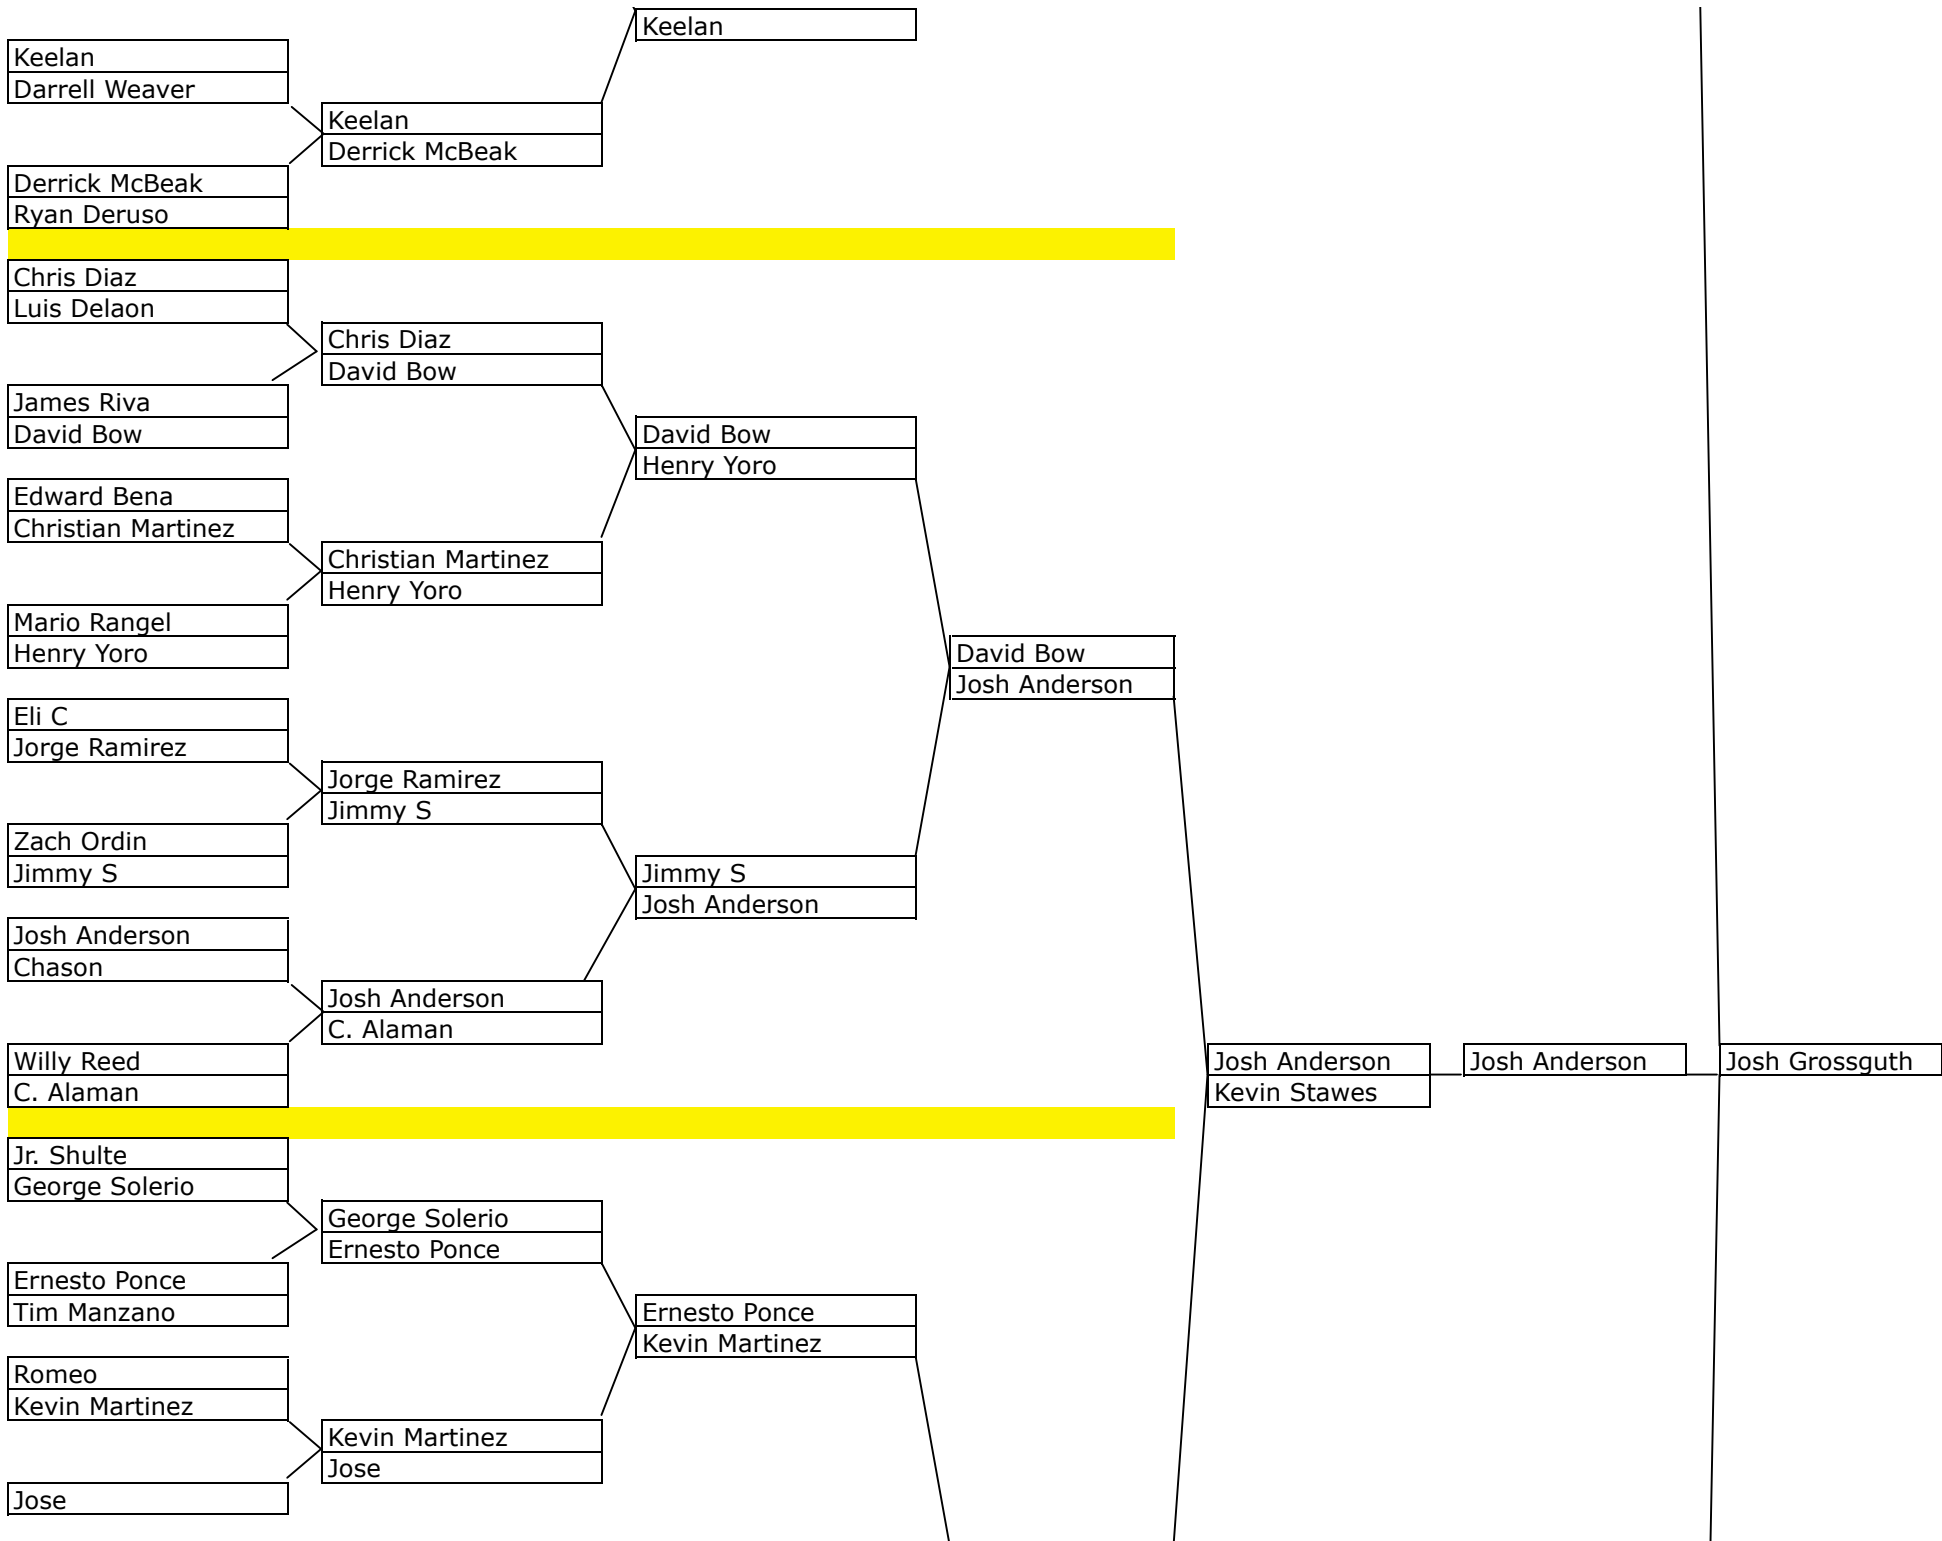 Keelan
Keelan
Darrell Weaver
Keelan
Derrick McBeak
Derrick McBeak
Ryan Deruso
Chris Diaz
Luis Delaon
Chris Diaz
David Bow
James Riva
David Bow
David Bow
Henry Yoro
Edward Bena
Christian Martinez
Christian Martinez
Henry Yoro
Mario Rangel
Henry Yoro
David Bow
Josh Anderson
Eli C
Jorge Ramirez
Jorge Ramirez
Jimmy S
Zach Ordin
Jimmy S
Jimmy S
Josh Anderson
Josh Anderson
Chason
Josh Anderson
C. Alaman
Willy Reed
C. Alaman
Josh Anderson
Kevin Stawes
Josh Anderson
Josh Grossguth
Jr. Shulte
George Solerio
George Solerio
Ernesto Ponce
Ernesto Ponce
Tim Manzano
Ernesto Ponce
Kevin Martinez
Romeo
Kevin Martinez
Kevin Martinez
Jose
Jose